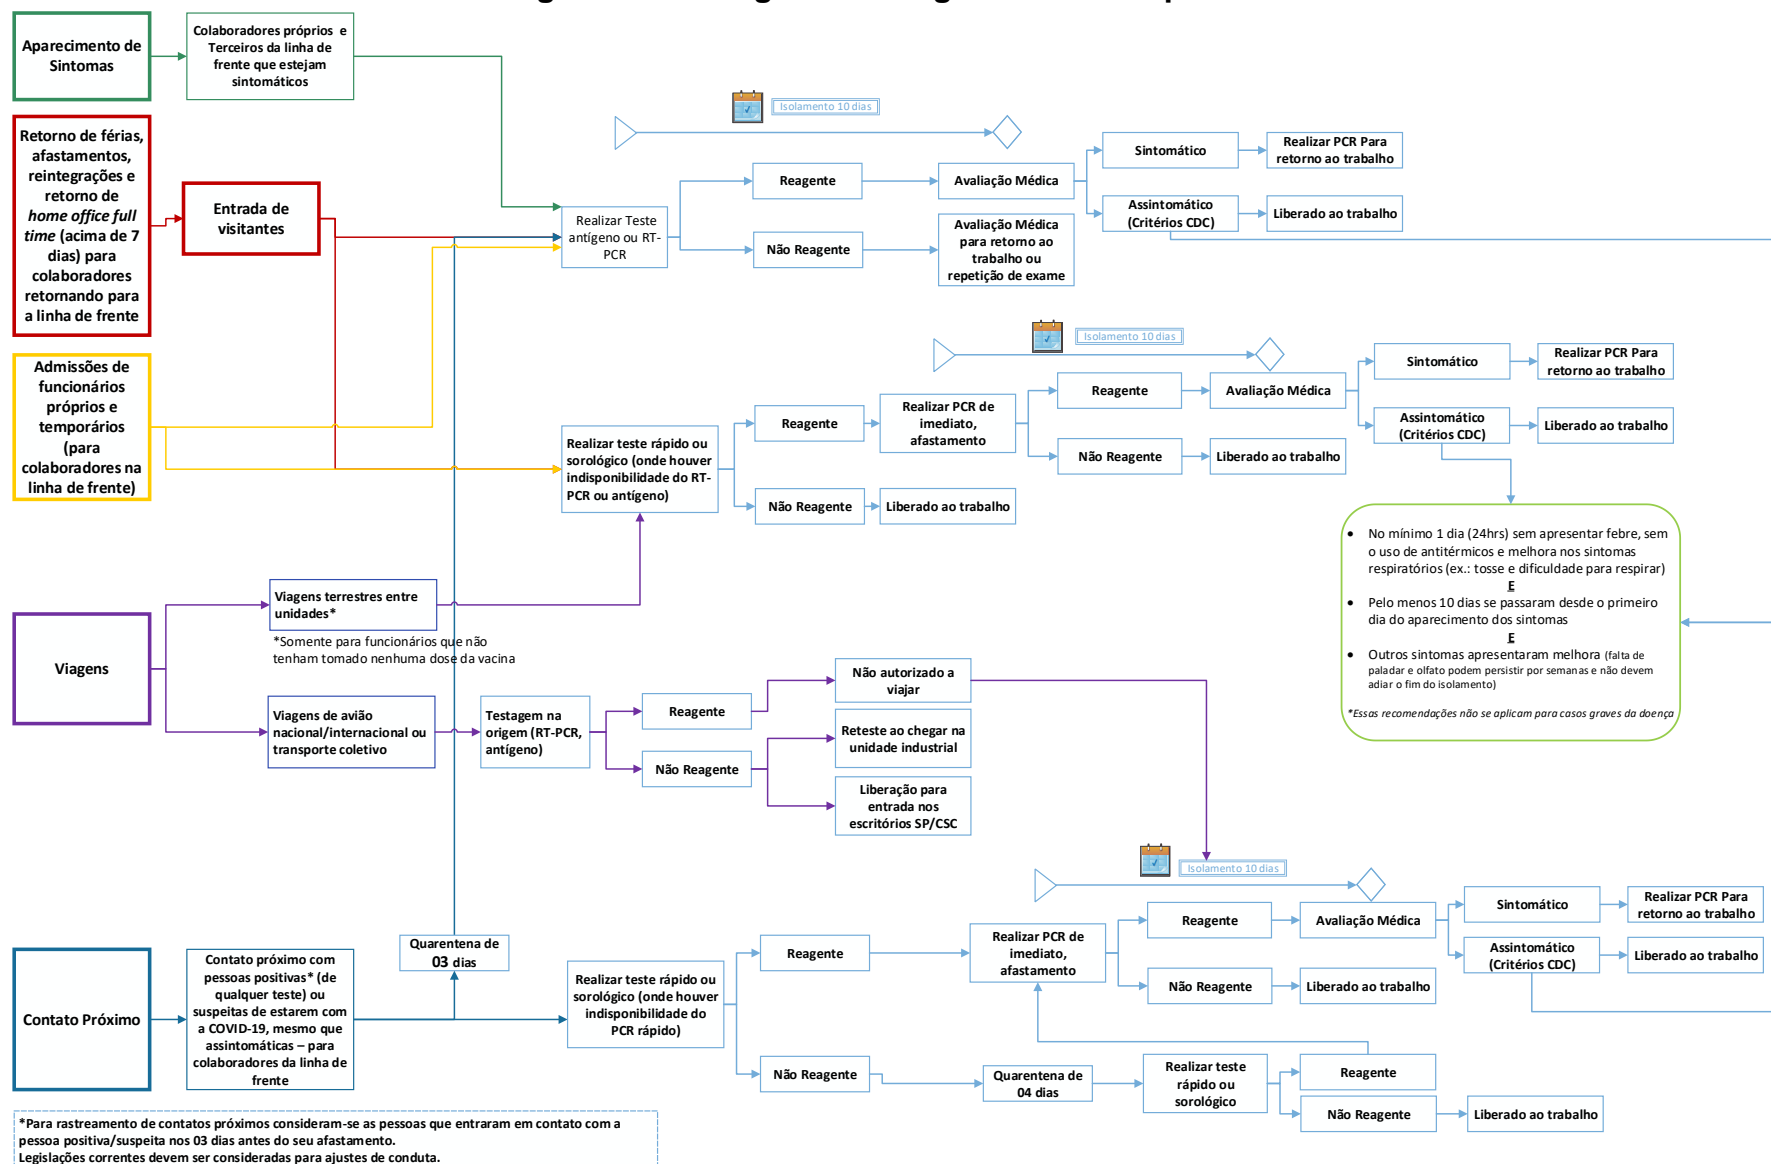 Aparecimento de
Sintomas
Colaboradores próprios e
Terceiros da linha de
frente que estejam
sintomáticos
Retorno de férias,
afastamentos,
reintegrações e
retorno de
home office full
time (acima de 7
dias) para
colaboradores
retornando para
a linha de frente
Entrada de
visitantes
Admissões de
funcionários
próprios e
temporários
(para
colaboradores na
linha de frente)
Isolamento 10 dias
Realizar Teste
antígeno ou RT-
PCR
Reagente
Não Reagente
Avaliação Médica
Avaliação Médica
para retorno ao
trabalho ou
repetição de exame
Sintomático
Realizar PCR Para
retorno ao trabalho
Assintomático
(Critérios CDC)
Liberado ao trabalho
Isolamento 10 dias
Realizar teste rápido ou
sorológico (onde houver
indisponibilidade do RT-
PCR ou antígeno)
Reagente
Não Reagente
Realizar PCR de
imediato,
afastamento
Liberado ao trabalho
Reagente
Não Reagente
Avaliação Médica
Liberado ao trabalho
Sintomático
Realizar PCR Para
retorno ao trabalho
Assintomático
(Critérios CDC)
Liberado ao trabalho
No mínimo 1 dia (24hrs) sem apresentar febre, sem
o uso de antitérmicos e melhora nos sintomas
respiratórios (ex.: tosse e dificuldade para respirar)
E
Pelo menos 10 dias se passaram desde o primeiro
dia do aparecimento dos sintomas
E
Outros sintomas apresentaram melhora (falta de
paladar e olfato podem persistir por semanas e não devem
adiar o fim do isolamento)
*Essas recomendações não se aplicam para casos graves da doença
Viagens
Viagens terrestres entre
unidades*
*Somente para funcionários que não
tenham tomado nenhuma dose da vacina
Viagens de avião
nacional/internacional ou
transporte coletivo
Testagem na
origem (RT-PCR,
antígeno)
Reagente
Não Reagente
Não autorizado a
viajar
Reteste ao chegar na
unidade industrial
Liberação para
entrada nos
escritórios SP/CSC
Isolamento 10 dias
Contato Próximo
Contato próximo com
pessoas positivas* (de
qualquer teste) ou
suspeitas de estarem com
a COVID-19, mesmo que
assintomáticas – para
colaboradores da linha de
frente
Quarentena de
03 dias
Realizar teste rápido ou
sorológico (onde houver
indisponibilidade do
PCR rápido)
Reagente
Não Reagente
Realizar PCR de
imediato,
afastamento
Reagente
Não Reagente
Avaliação Médica
Liberado ao trabalho
Sintomático
Realizar PCR Para
retorno ao trabalho
Assintomático
(Critérios CDC)
Liberado ao trabalho
Quarentena de
04 dias
Realizar teste
rápido ou
sorológico
Reagente
Não Reagente
Liberado ao trabalho
*Para rastreamento de contatos próximos consideram-se as pessoas que entraram em contato com a
pessoa positiva/suspeita nos 03 dias antes do seu afastamento.
Legislações correntes devem ser consideradas para ajustes de conduta.